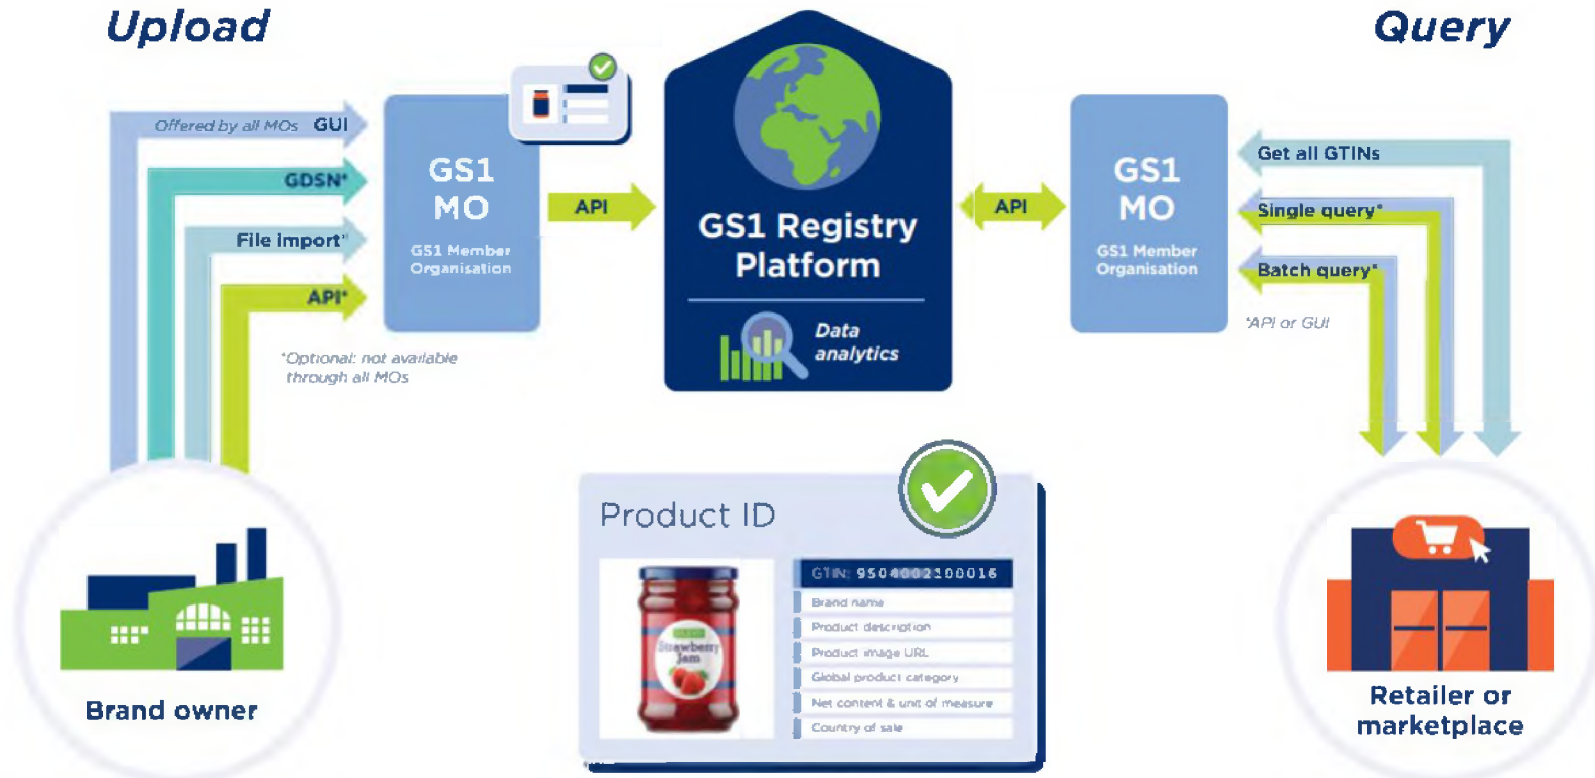 Upload
Query
Offered by all MOs GUI
GDSN*
File import*
API*
*Optional: not available
through all MOs
GS1
MO
GS1 Member
Organisation
API
GS1 Registry
Platform
Data
analytics
API
GS1
MO
GS1 Member
Organisation
Get all GTINs
Single query*
Batch query*
*API or GUI
Brand owner
Product ID
Strawberry
Jam
GTIN: 9504002100016
Brand name
Product description
Product image URL
Global product category
Net content & unit of measure
Country of sale
Retailer or
marketplace